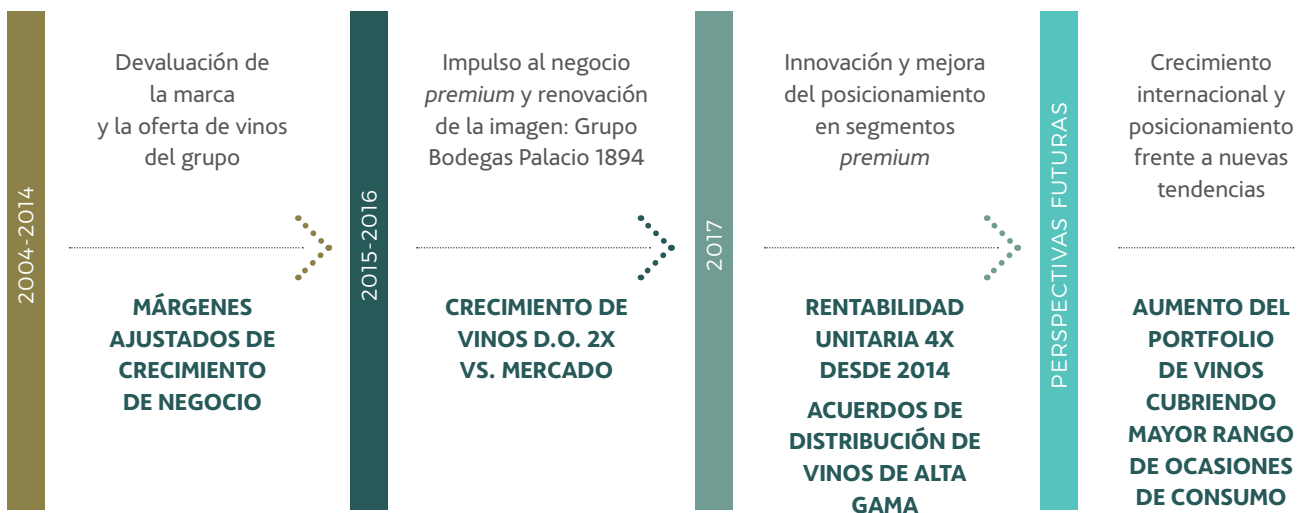 2004-2014
Devaluación de
la marca
y la oferta de vinos
del grupo
MÁRGENES
AJUSTADOS DE
CRECIMIENTO
DE NEGOCIO
2015-2016
Impulso al negocio
premium y renovación
de la imagen: Grupo
Bodegas Palacio 1894
CRECIMIENTO DE
VINOS D.O. 2X
VS. MERCADO
2017
Innovación y mejora
del posicionamiento
en segmentos
premium
RENTABILIDAD
UNITARIA 4X
DESDE 2014
ACUERDOS DE
DISTRIBUCIÓN DE
VINOS DE ALTA
GAMA
PERSPECTIVAS FUTURAS
Crecimiento
internacional y
posicionamiento
frente a nuevas
tendencias
AUMENTO DEL
PORTFOLIO
DE VINOS
CUBRIENDO
MAYOR RANGO
DE OCASIONES
DE CONSUMO